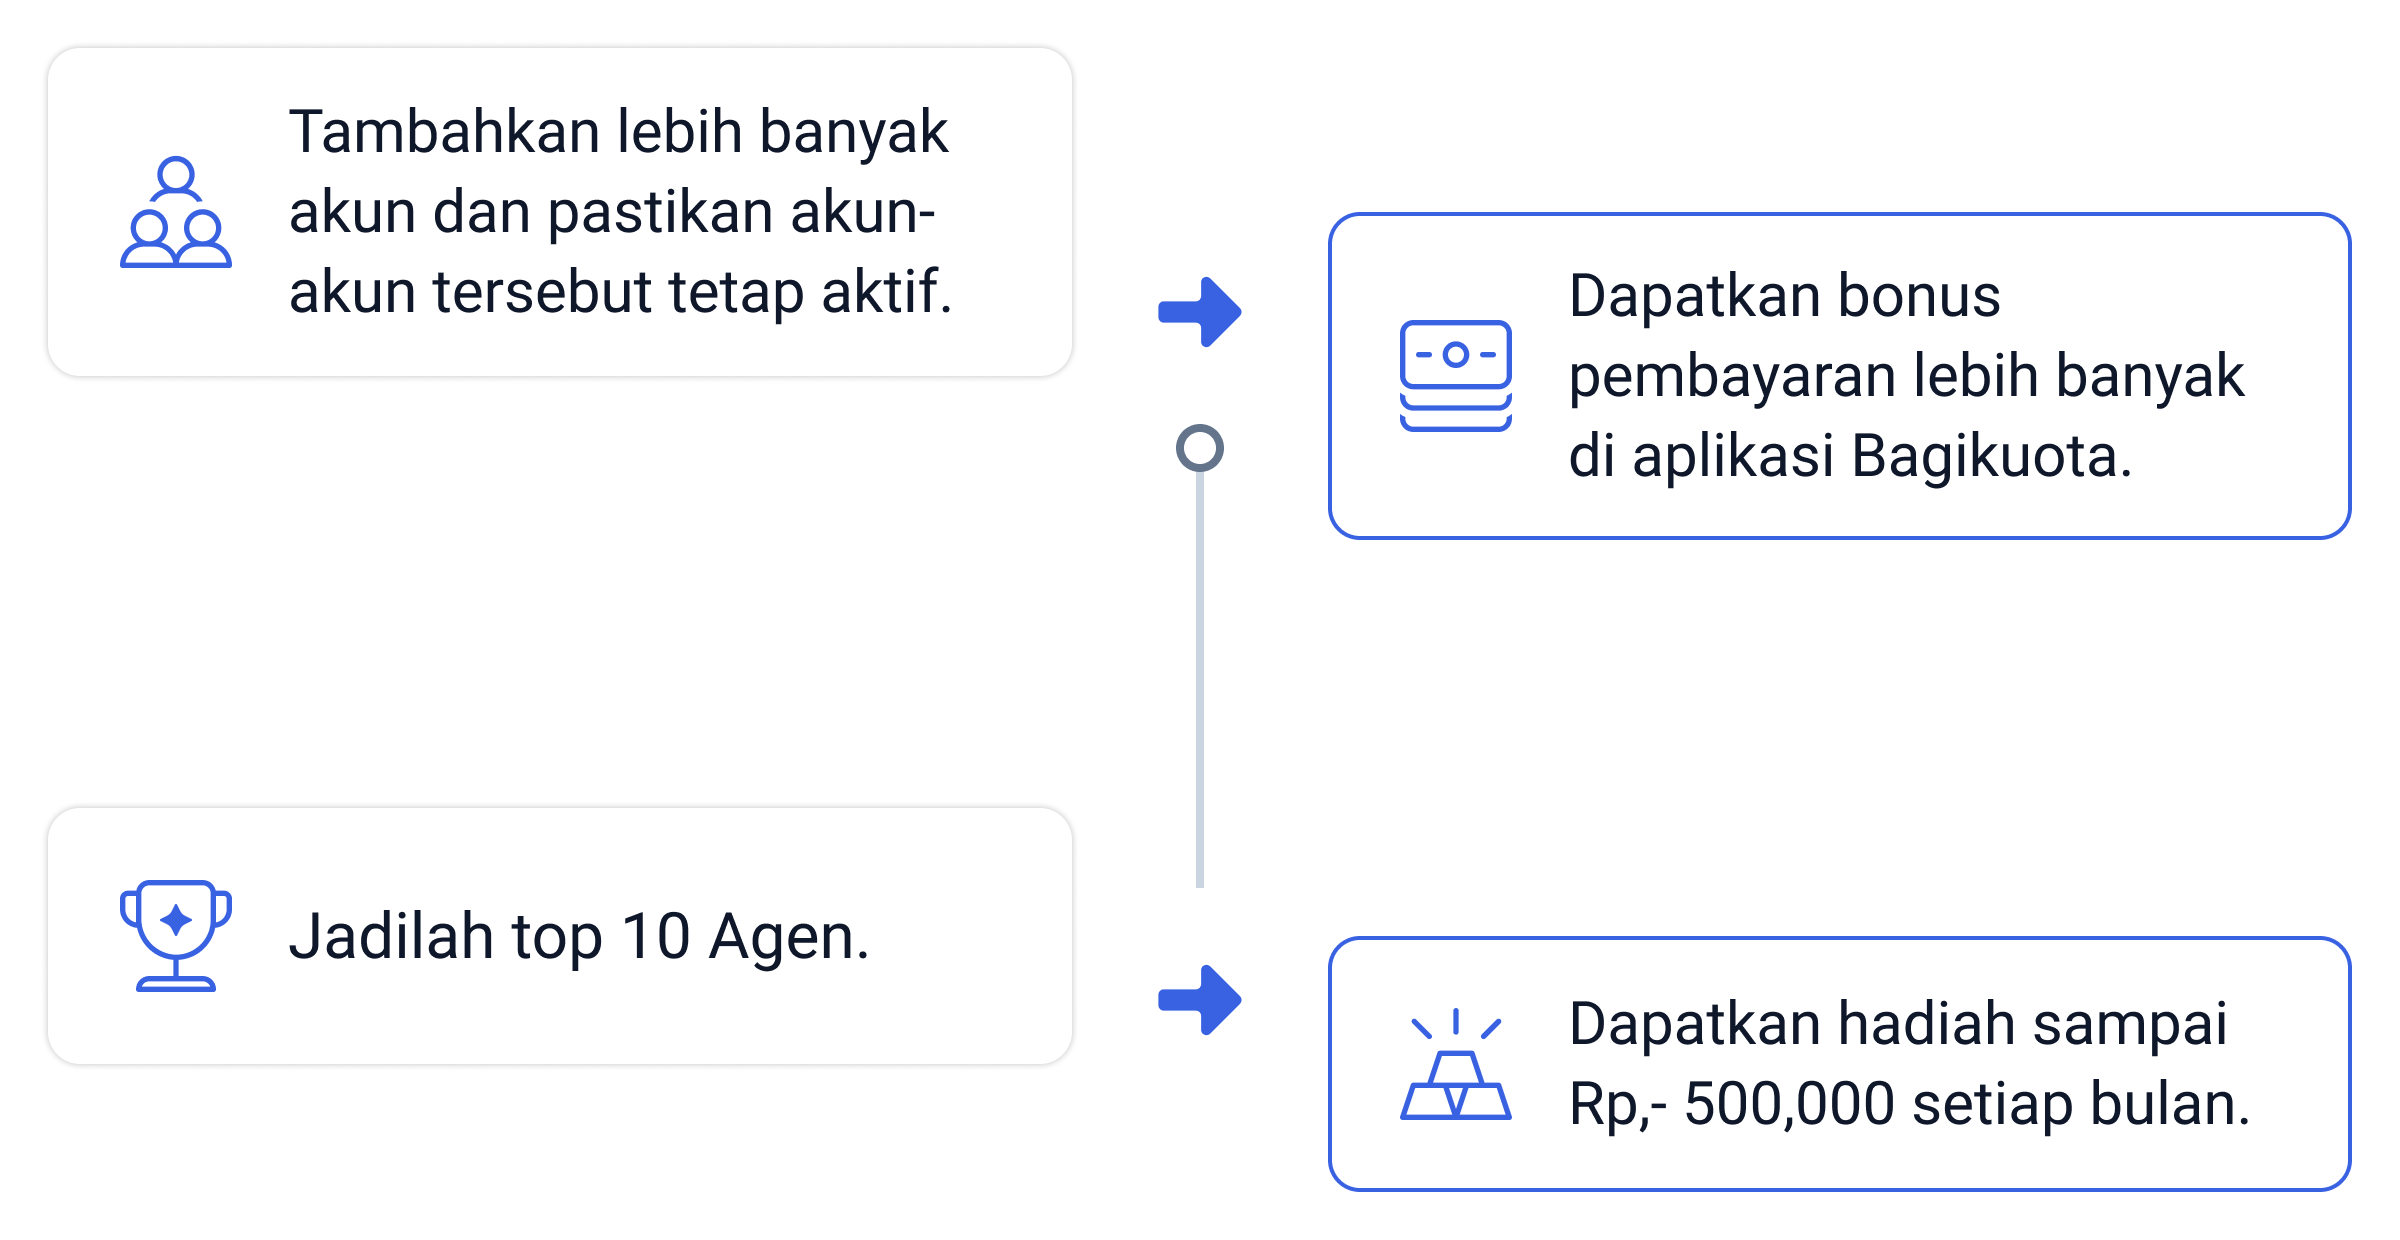 Tambahkan lebih banyak
akun dan pastikan akun-
akun tersebut tetap aktif.
Dapatkan bonus
pembayaran lebih banyak
di aplikasi Bagikuota.
Jadilah top 10 Agen.
Dapatkan hadiah sampai
Rp,- 500,000 setiap bulan.